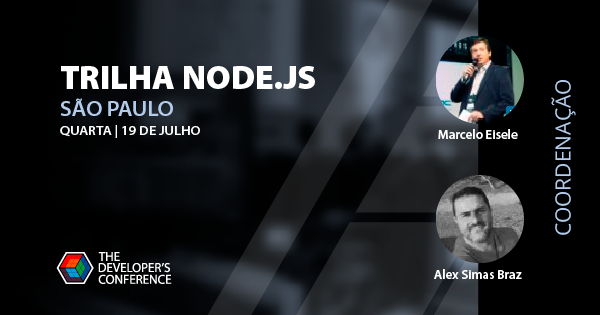 TRILHA NODE.JS
SÃO PAULO
QUARTA | 19 DE JULHO
THE
DEVELOPER'S
CONFERENCE
Marcelo Eisele
Alex Simas Braz
COORDENAÇÃO